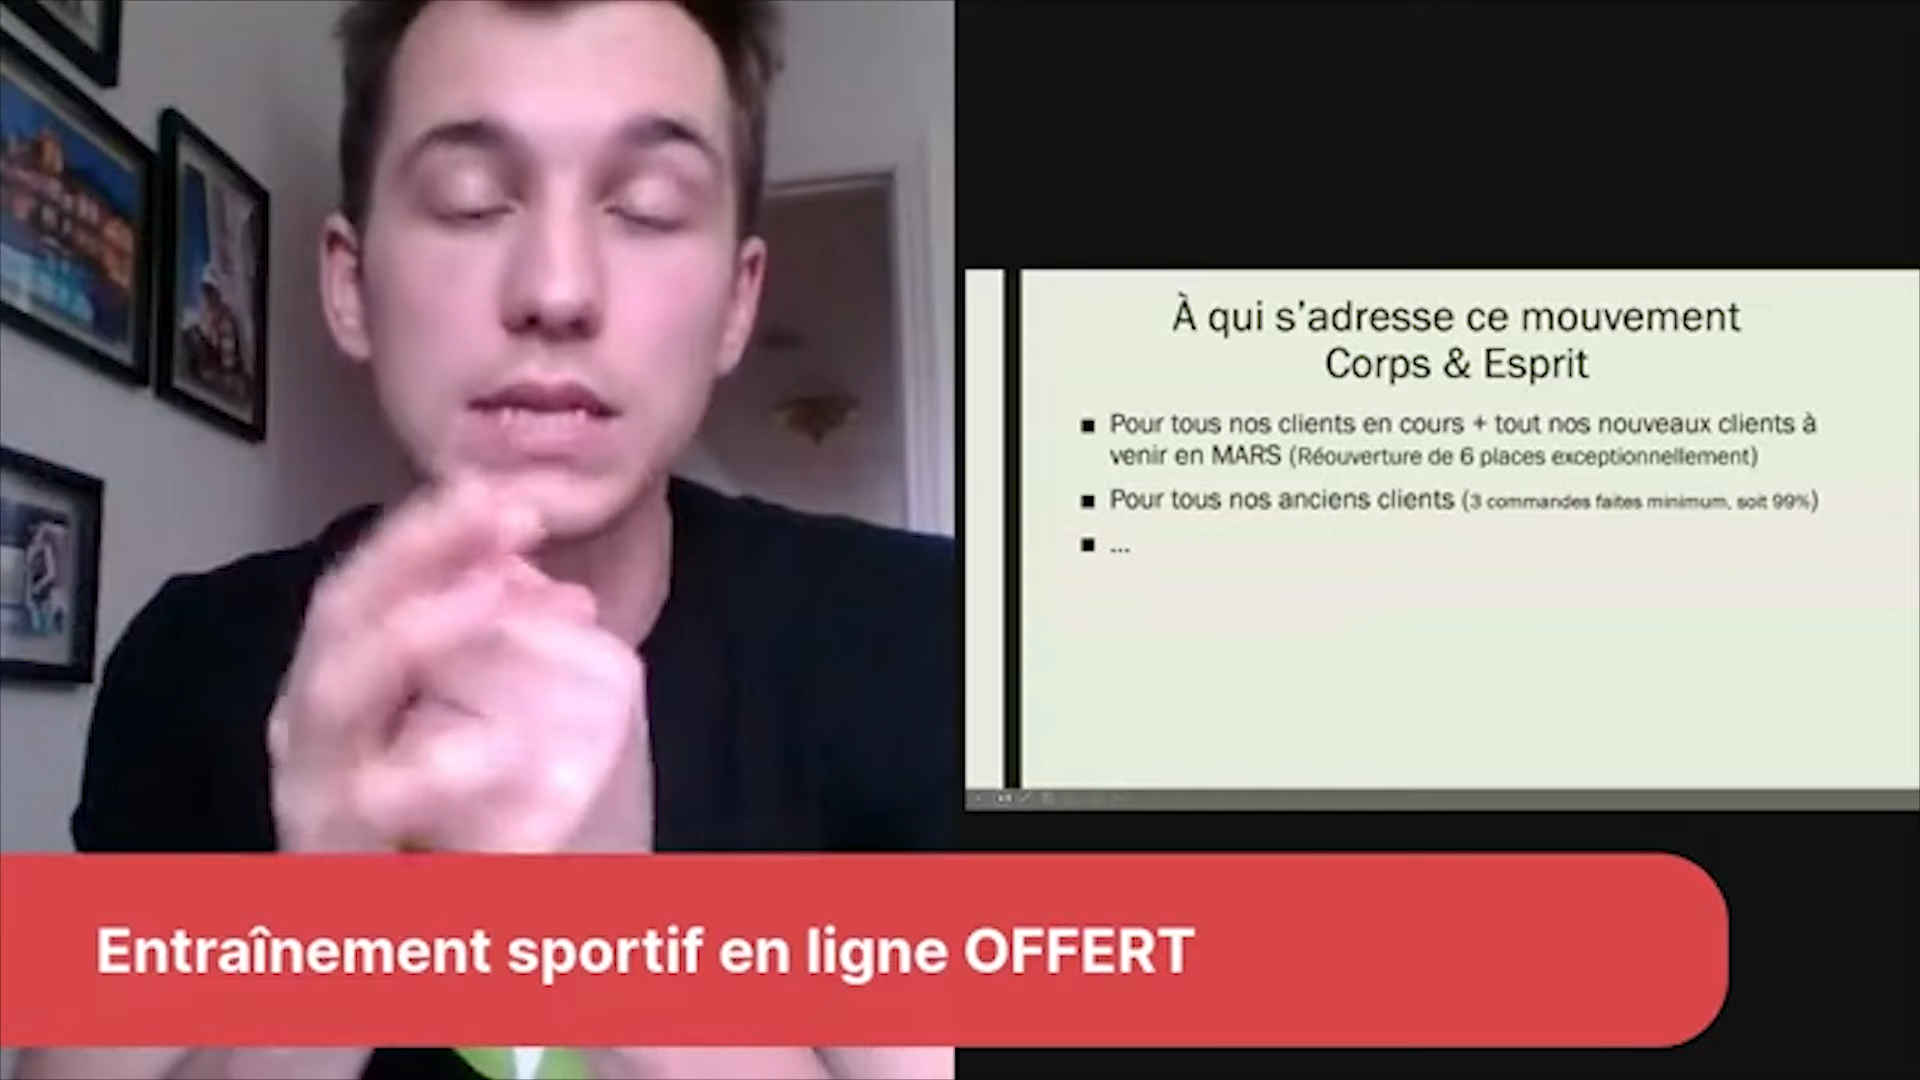 À qui s'adresse ce mouvement
Corps & Esprit
■ Pour tous nos clients en cours + tout nos nouveaux clients à
venir en MARS (Réouverture de 6 places exceptionnellement)
■ Pour tous nos anciens clients (3 commandes faites minimum, soit 99%)
■ ...
Entraînement sportif en ligne OFFERT